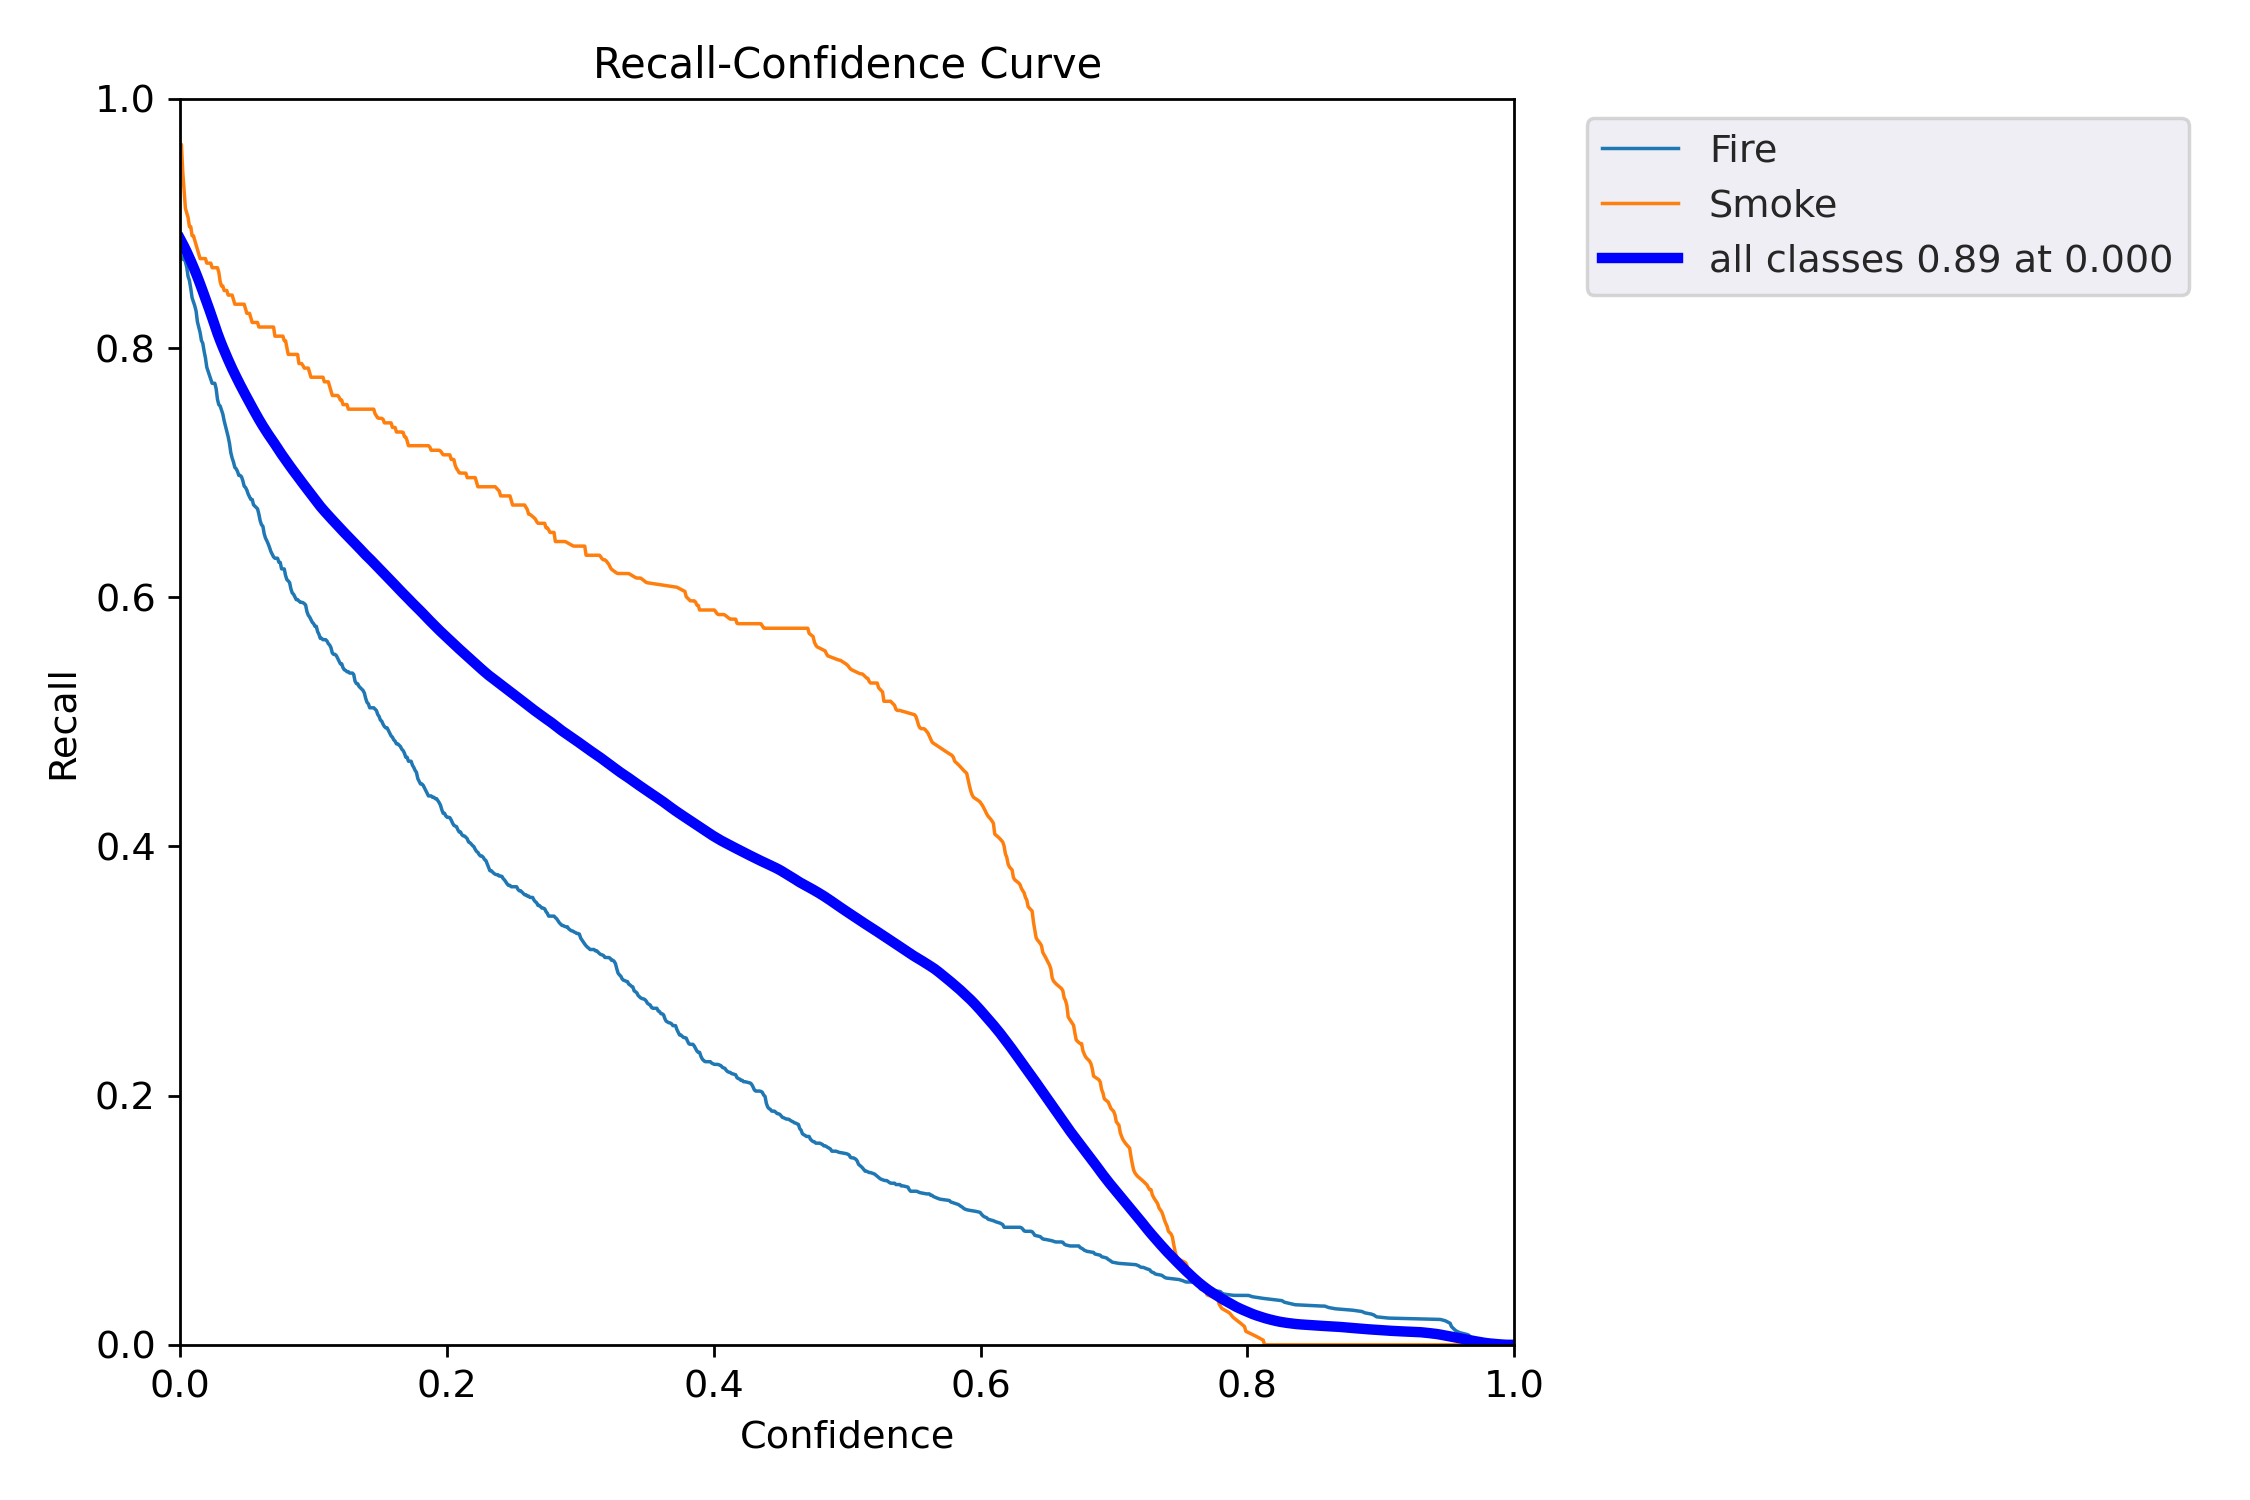 Recall-Confidence Curve
1.0
0.8
0.6
0.4
0.2
0.0
Recall
0.0 0.2 0.4 0.6 0.8 1.0
Confidence
Fire
Smoke
all classes 0.89 at 0.000